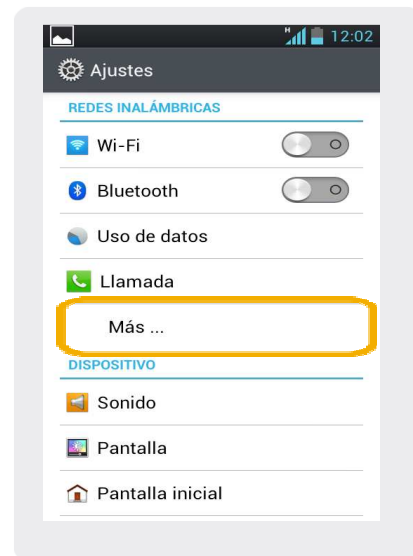 H 12:02
Ajustes
REDES INALÁMBRICAS
Wi-Fi
Bluetooth
Uso de datos
Llamada
Más ...
DISPOSITIVO
Sonido
Pantalla
Pantalla inicial